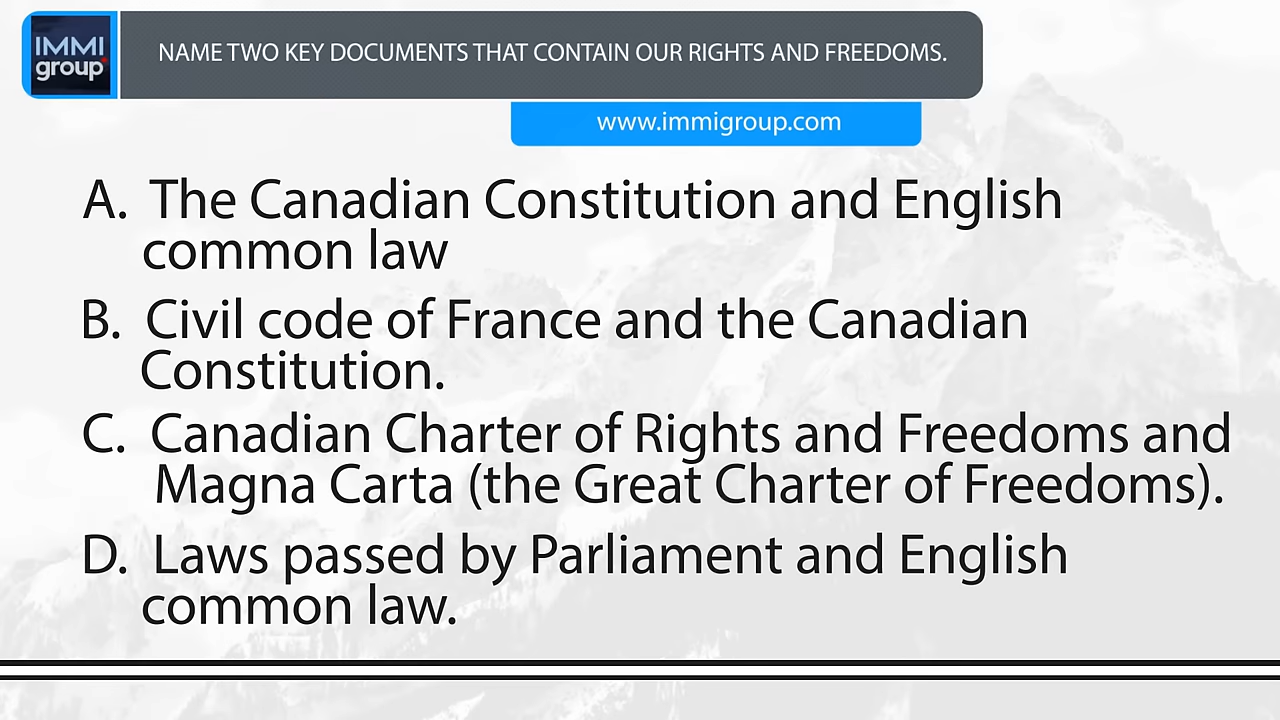 IMMI
group
NAME TWO KEY DOCUMENTS THAT CONTAIN OUR RIGHTS AND FREEDOMS.
www.immigroup.com
A. The Canadian Constitution and English
common law
B. Civil code of France and the Canadian
Constitution.
C. Canadian Charter of Rights and Freedoms and
Magna Carta (the Great Charter of Freedoms).
D. Laws passed by Parliament and English
common law.